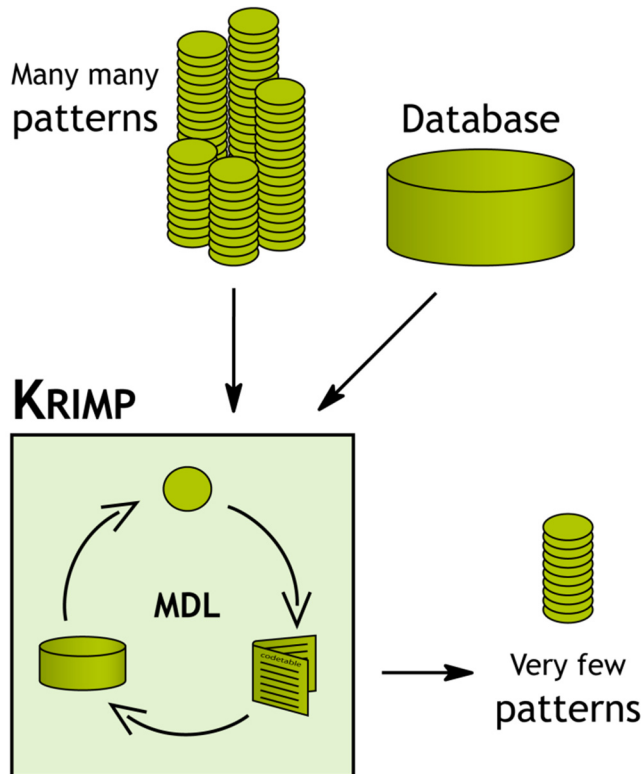 Many many
patterns
Database
KRIMP
MDL
codetable
Very few
patterns